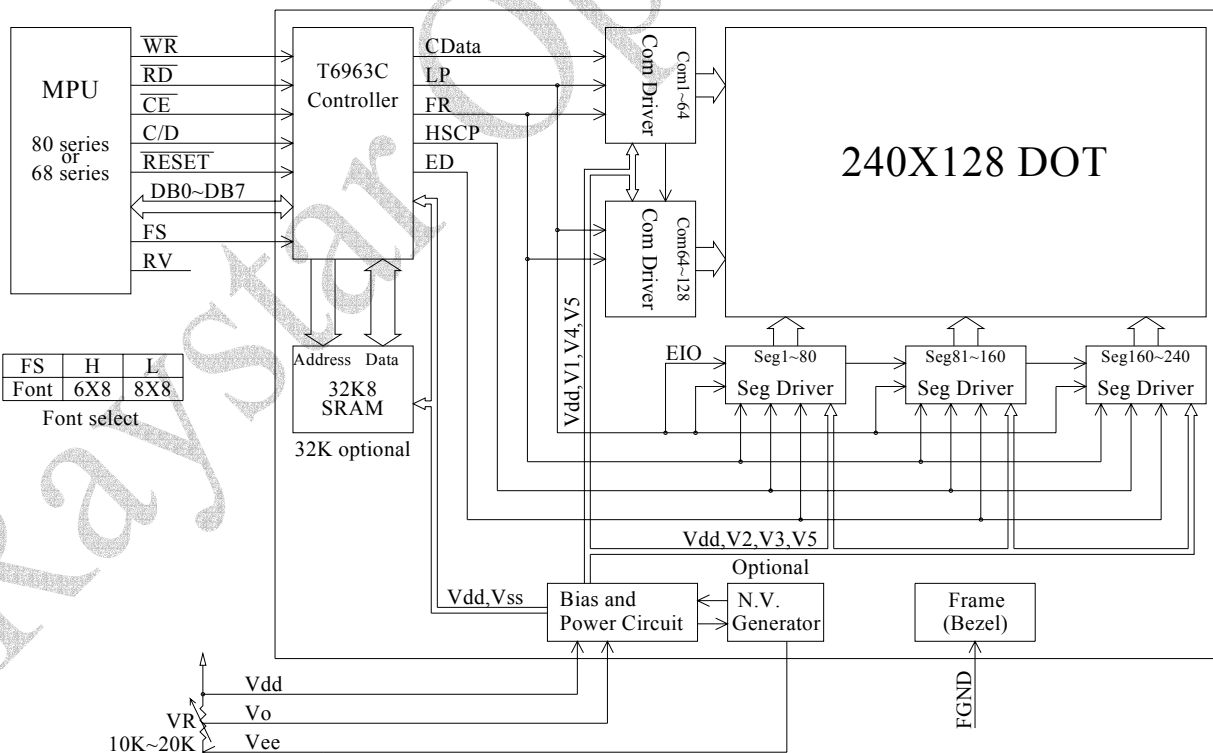 MPU
80 series
or
68 series
WR
RD
CE
C/D
RESET
DB0~DB7
FS
RV
T6963C
Controller
CData
LP
FR
HSCP
ED
Com Driver
Com1~64
Com Driver
Com64~128
240X128 DOT
Address Data
32K8
SRAM
32K optional
FS H L
Font 6X8 8X8
Font select
Vdd,V1,V4,V5
EIO
Seg1~80
Seg Driver
Seg81~160
Seg Driver
Seg160~240
Seg Driver
Vdd,V2,V3,V5
Optional
Vdd,Vss
Bias and
Power Circuit
N.V.
Generator
Frame
(Bezel)
FGND
Vdd
Vo
Vee
VR
10K~20K
Raystar Op